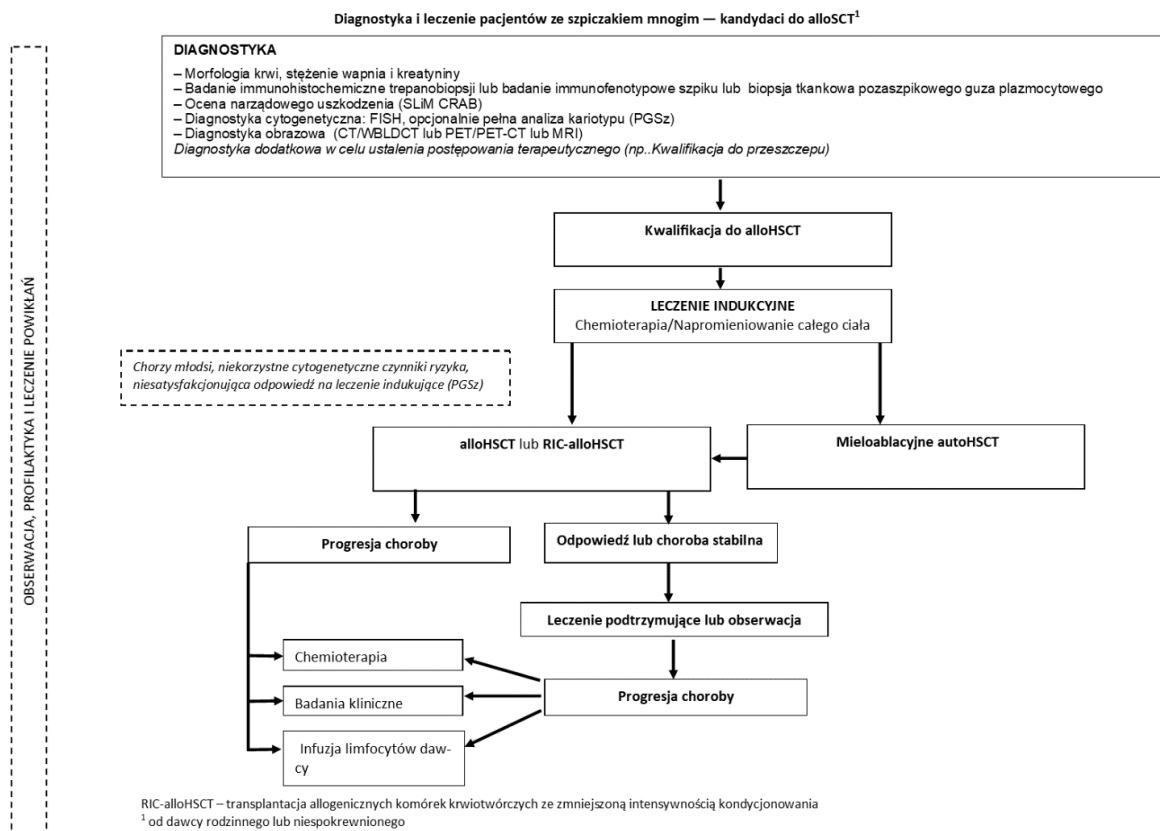 Diagnostyka i leczenie pacjentów ze szpiczakiem mnogim — kandydaci do alloSCT1
DIAGNOSTYKA
– Morfologia krwi, stężenie wapnia i kreatyniny
– Badanie immunohistochemiczne trepanobiopsji lub badanie immunofenotypowe szpiku lub biopsja tkankowa pozaszpikowego guza plazmocytowego
– Ocena narządowego uszkodzenia (SLiM CRAB)
– Diagnostyka cytogenetyczna: FISH, opcjonalnie pełna analiza kariotypu (PGSz)
– Diagnostyka obrazowa (CT/WBLDCT lub PET/PET-CT lub MRI)
Diagnostyka dodatkowa w celu ustalenia postępowania terapeutycznego (np..Kwalifikacja do przeszczepu)
OBSERWACJA, PROFILAKTYKA I LECZENIE POWIKŁAŃ
Kwalifikacja do alloHSCT
LECZENIE INDUKCYJNE
Chemioterapia/Napromieniowanie całego ciała
Chorzy młodsi, niekorzystne cytogenetyczne czynniki ryzyka,
niesatysfakcjonująca odpowiedź na leczenie indukujące (PGSz)
alloHSCT lub RIC-alloHSCT
Mieloablacyjne autoHSCT
Progresja choroby
Odpowiedź lub choroba stabilna
Leczenie podtrzymujące lub obserwacja
Chemioterapia
Badania kliniczne
Progresja choroby
Infuzja limfocytów daw-
cy
RIC-alloHSCT – transplantacja allogenicznych komórek krwiotwórczych ze zmniejszoną intensywnością kondycjonowania
1 od dawcy rodzinnego lub niespokrewnionego